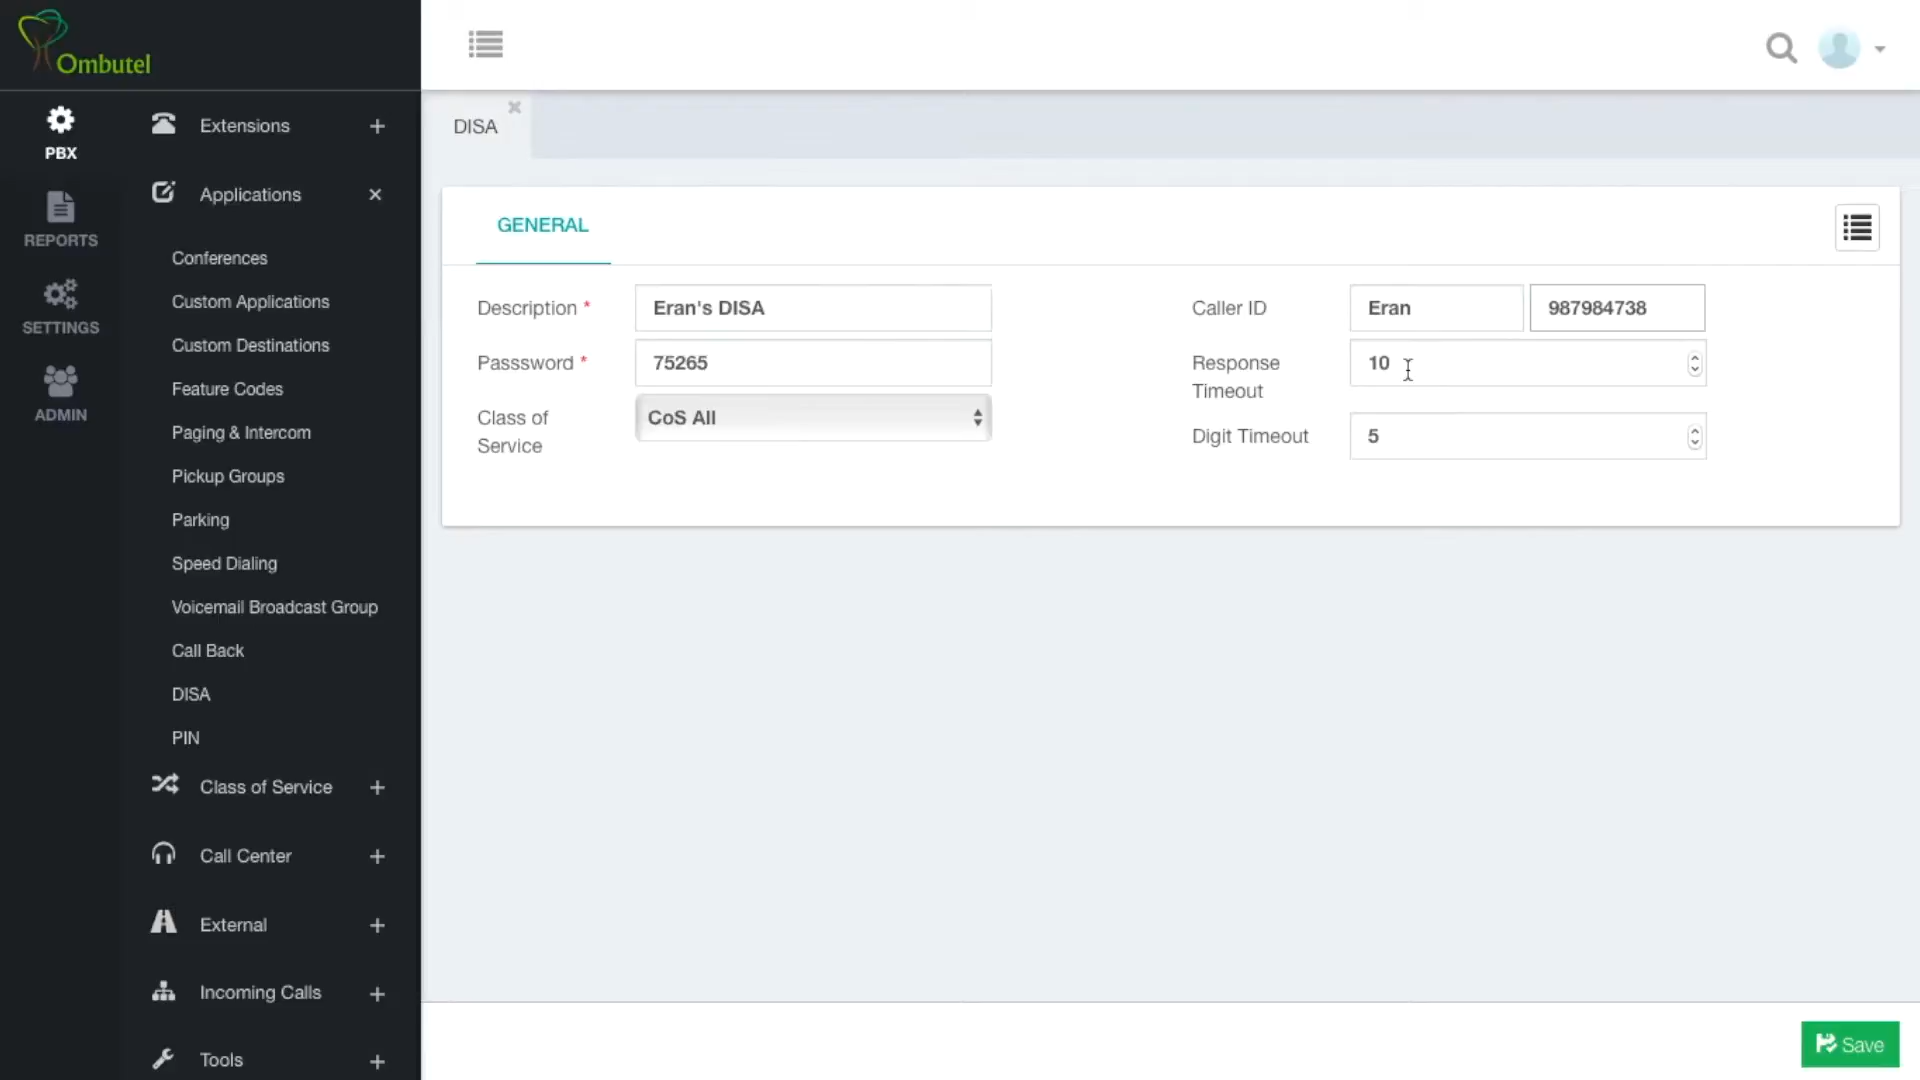 Ombutel
PBX
REPORTS
SETTINGS
ADMIN
Extensions
Applications
Conferences
Custom Applications
Custom Destinations
Feature Codes
Paging & Intercom
Pickup Groups
Parking
Speed Dialing
Voicemail Broadcast Group
Call Back
DISA
PIN
Class of Service
Call Center
External
Incoming Calls
Tools
DISA
GENERAL
Description * Eran's DISA
Passsword * 75265
Class of
Service
CoS All
Caller ID Eran 987984738
Response
Timeout
10
Digit Timeout 5
Save